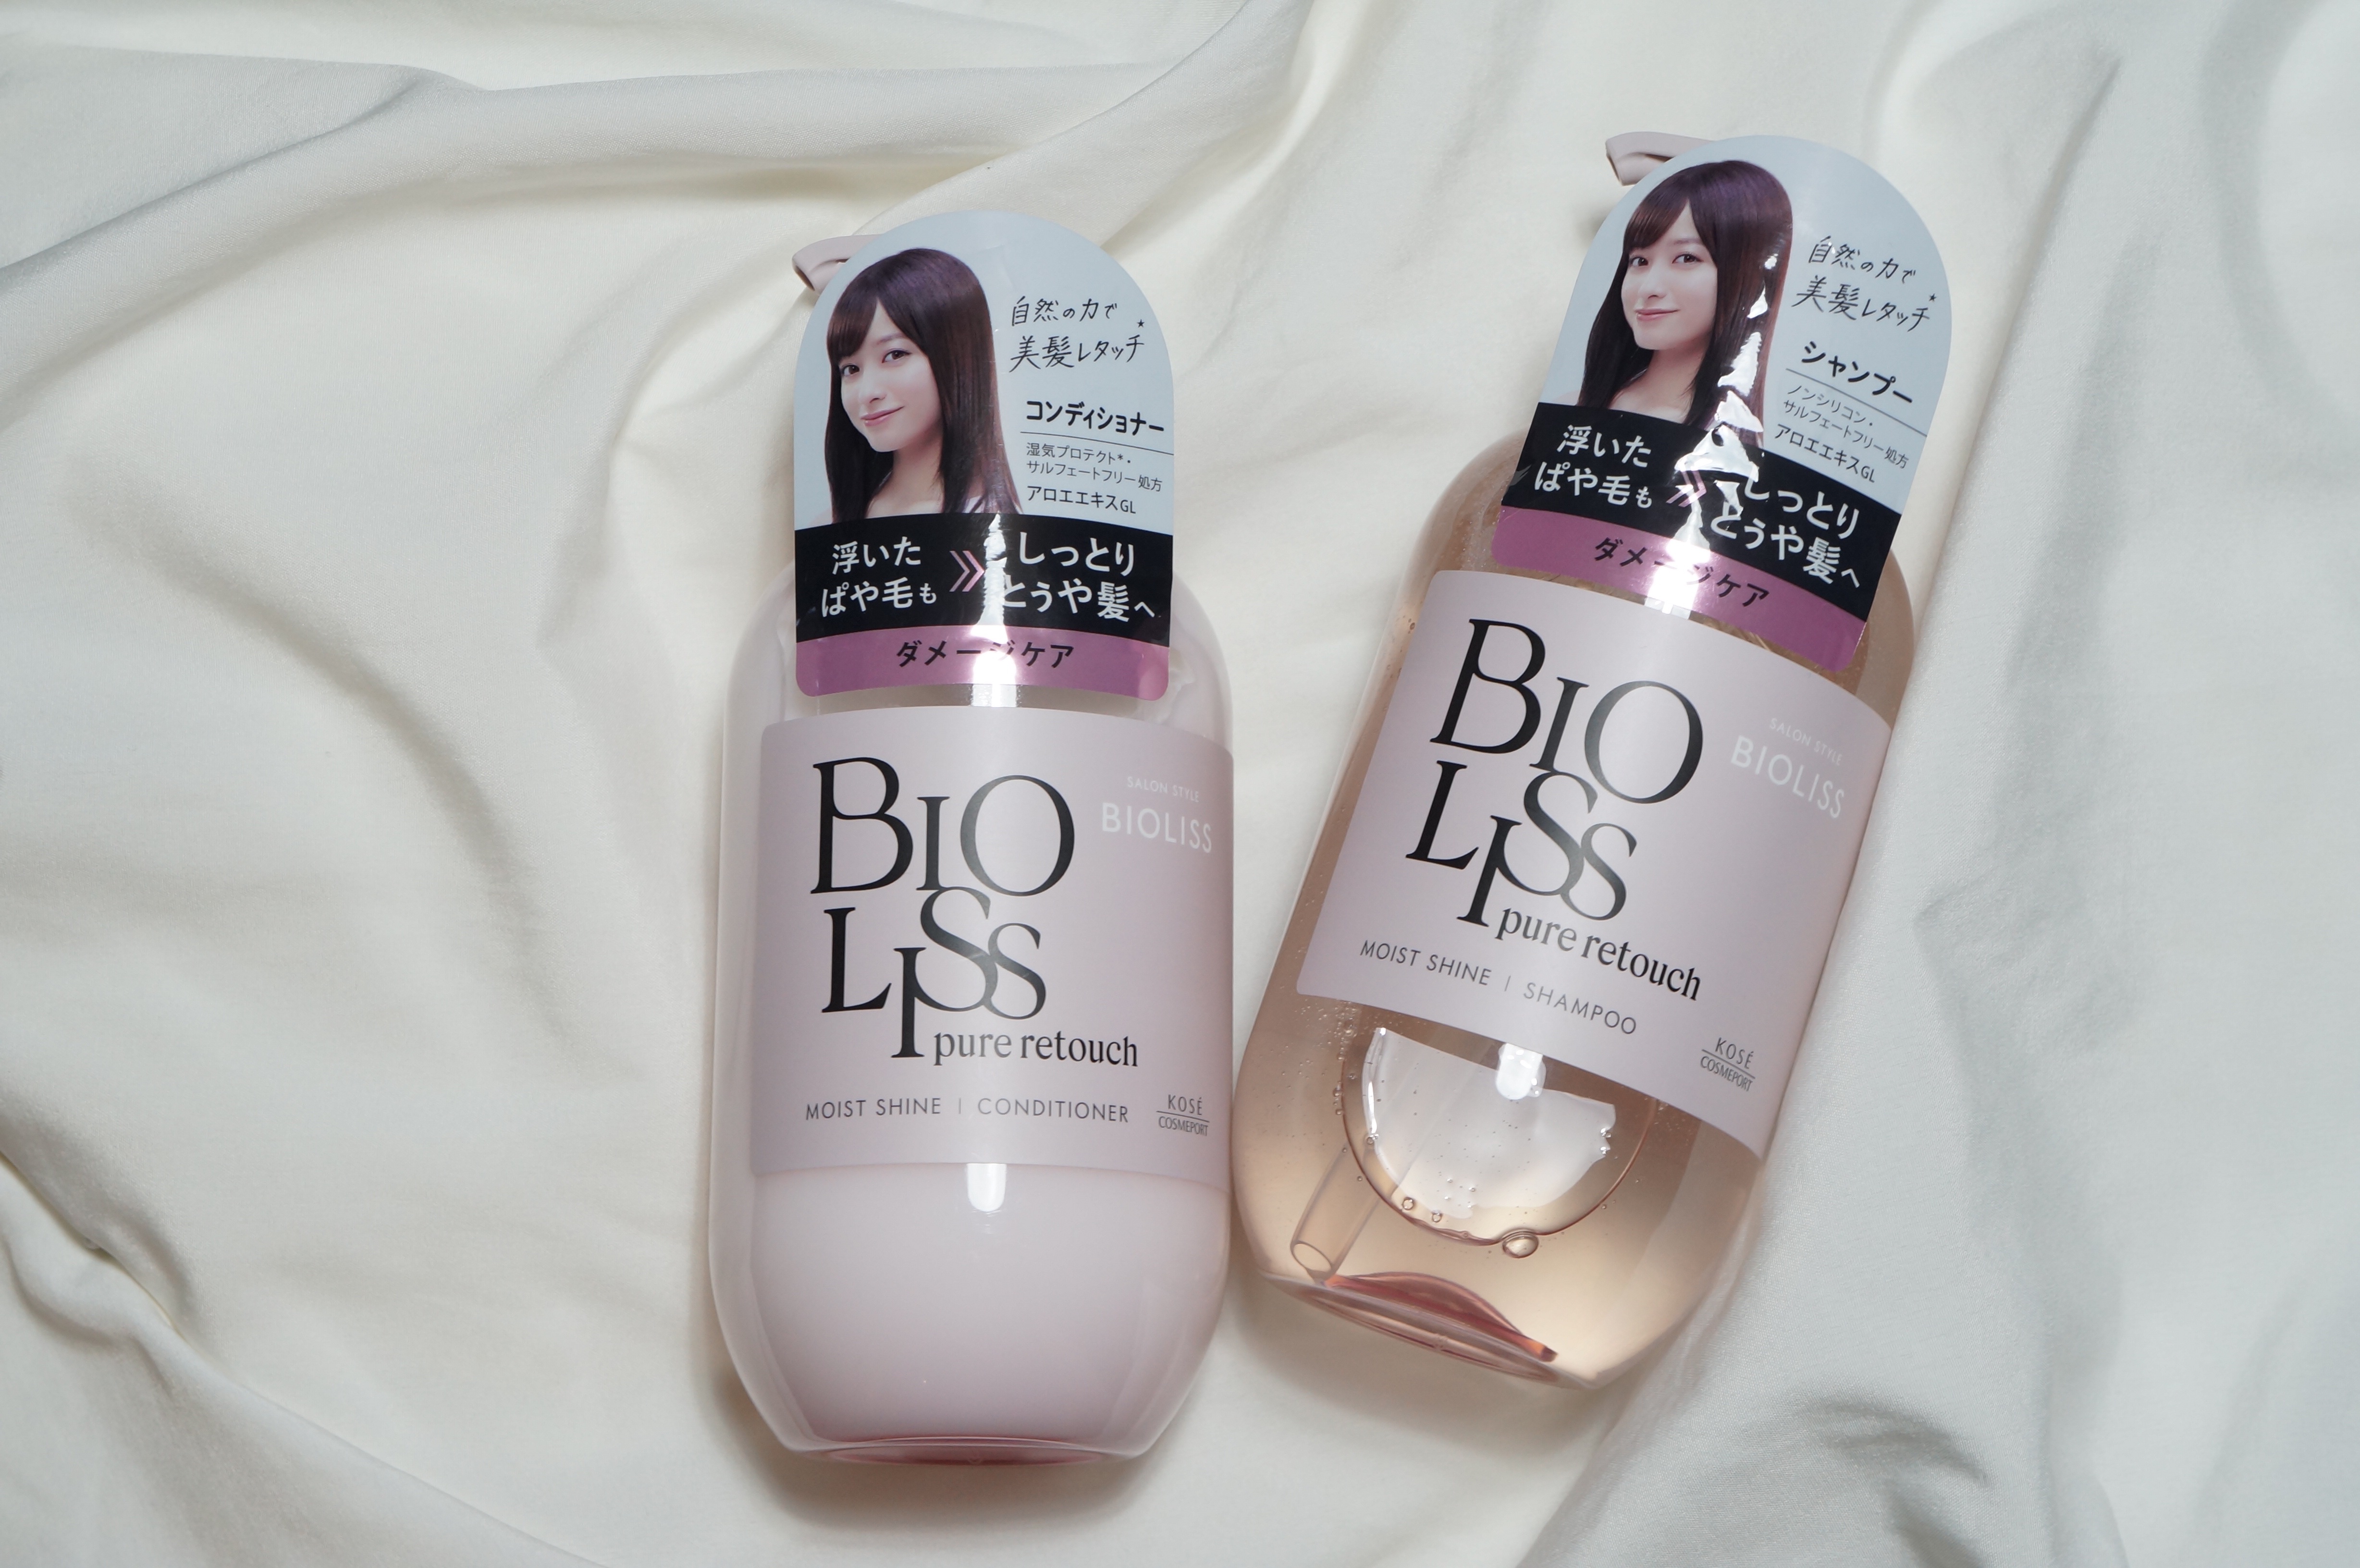 自然の力で
美髪レタッチ
コンディショナー
湿気プロテクト*・
サルフェートフリー処方
アロエエキスGL
浮いた
ぱや毛も
しっとり
とぅや髪へ
ダメージケア
BIO
LISS
pure retouch
SALON STYLE
BIOLISS
MOIST SHINE | CONDITIONER
KOSÉ
COSMEPORT
自然の力で
美髪レタッチ
シャンプー
ノンシリコン・
サルフェートフリー処方
アロエエキスGL
浮いた
ぱや毛も
しっとり
とぅや髪へ
ダメージケア
BIO
LISS
pure retouch
SALON STYLE
BIOLISS
MOIST SHINE | SHAMPOO
KOSÉ
COSMEPORT